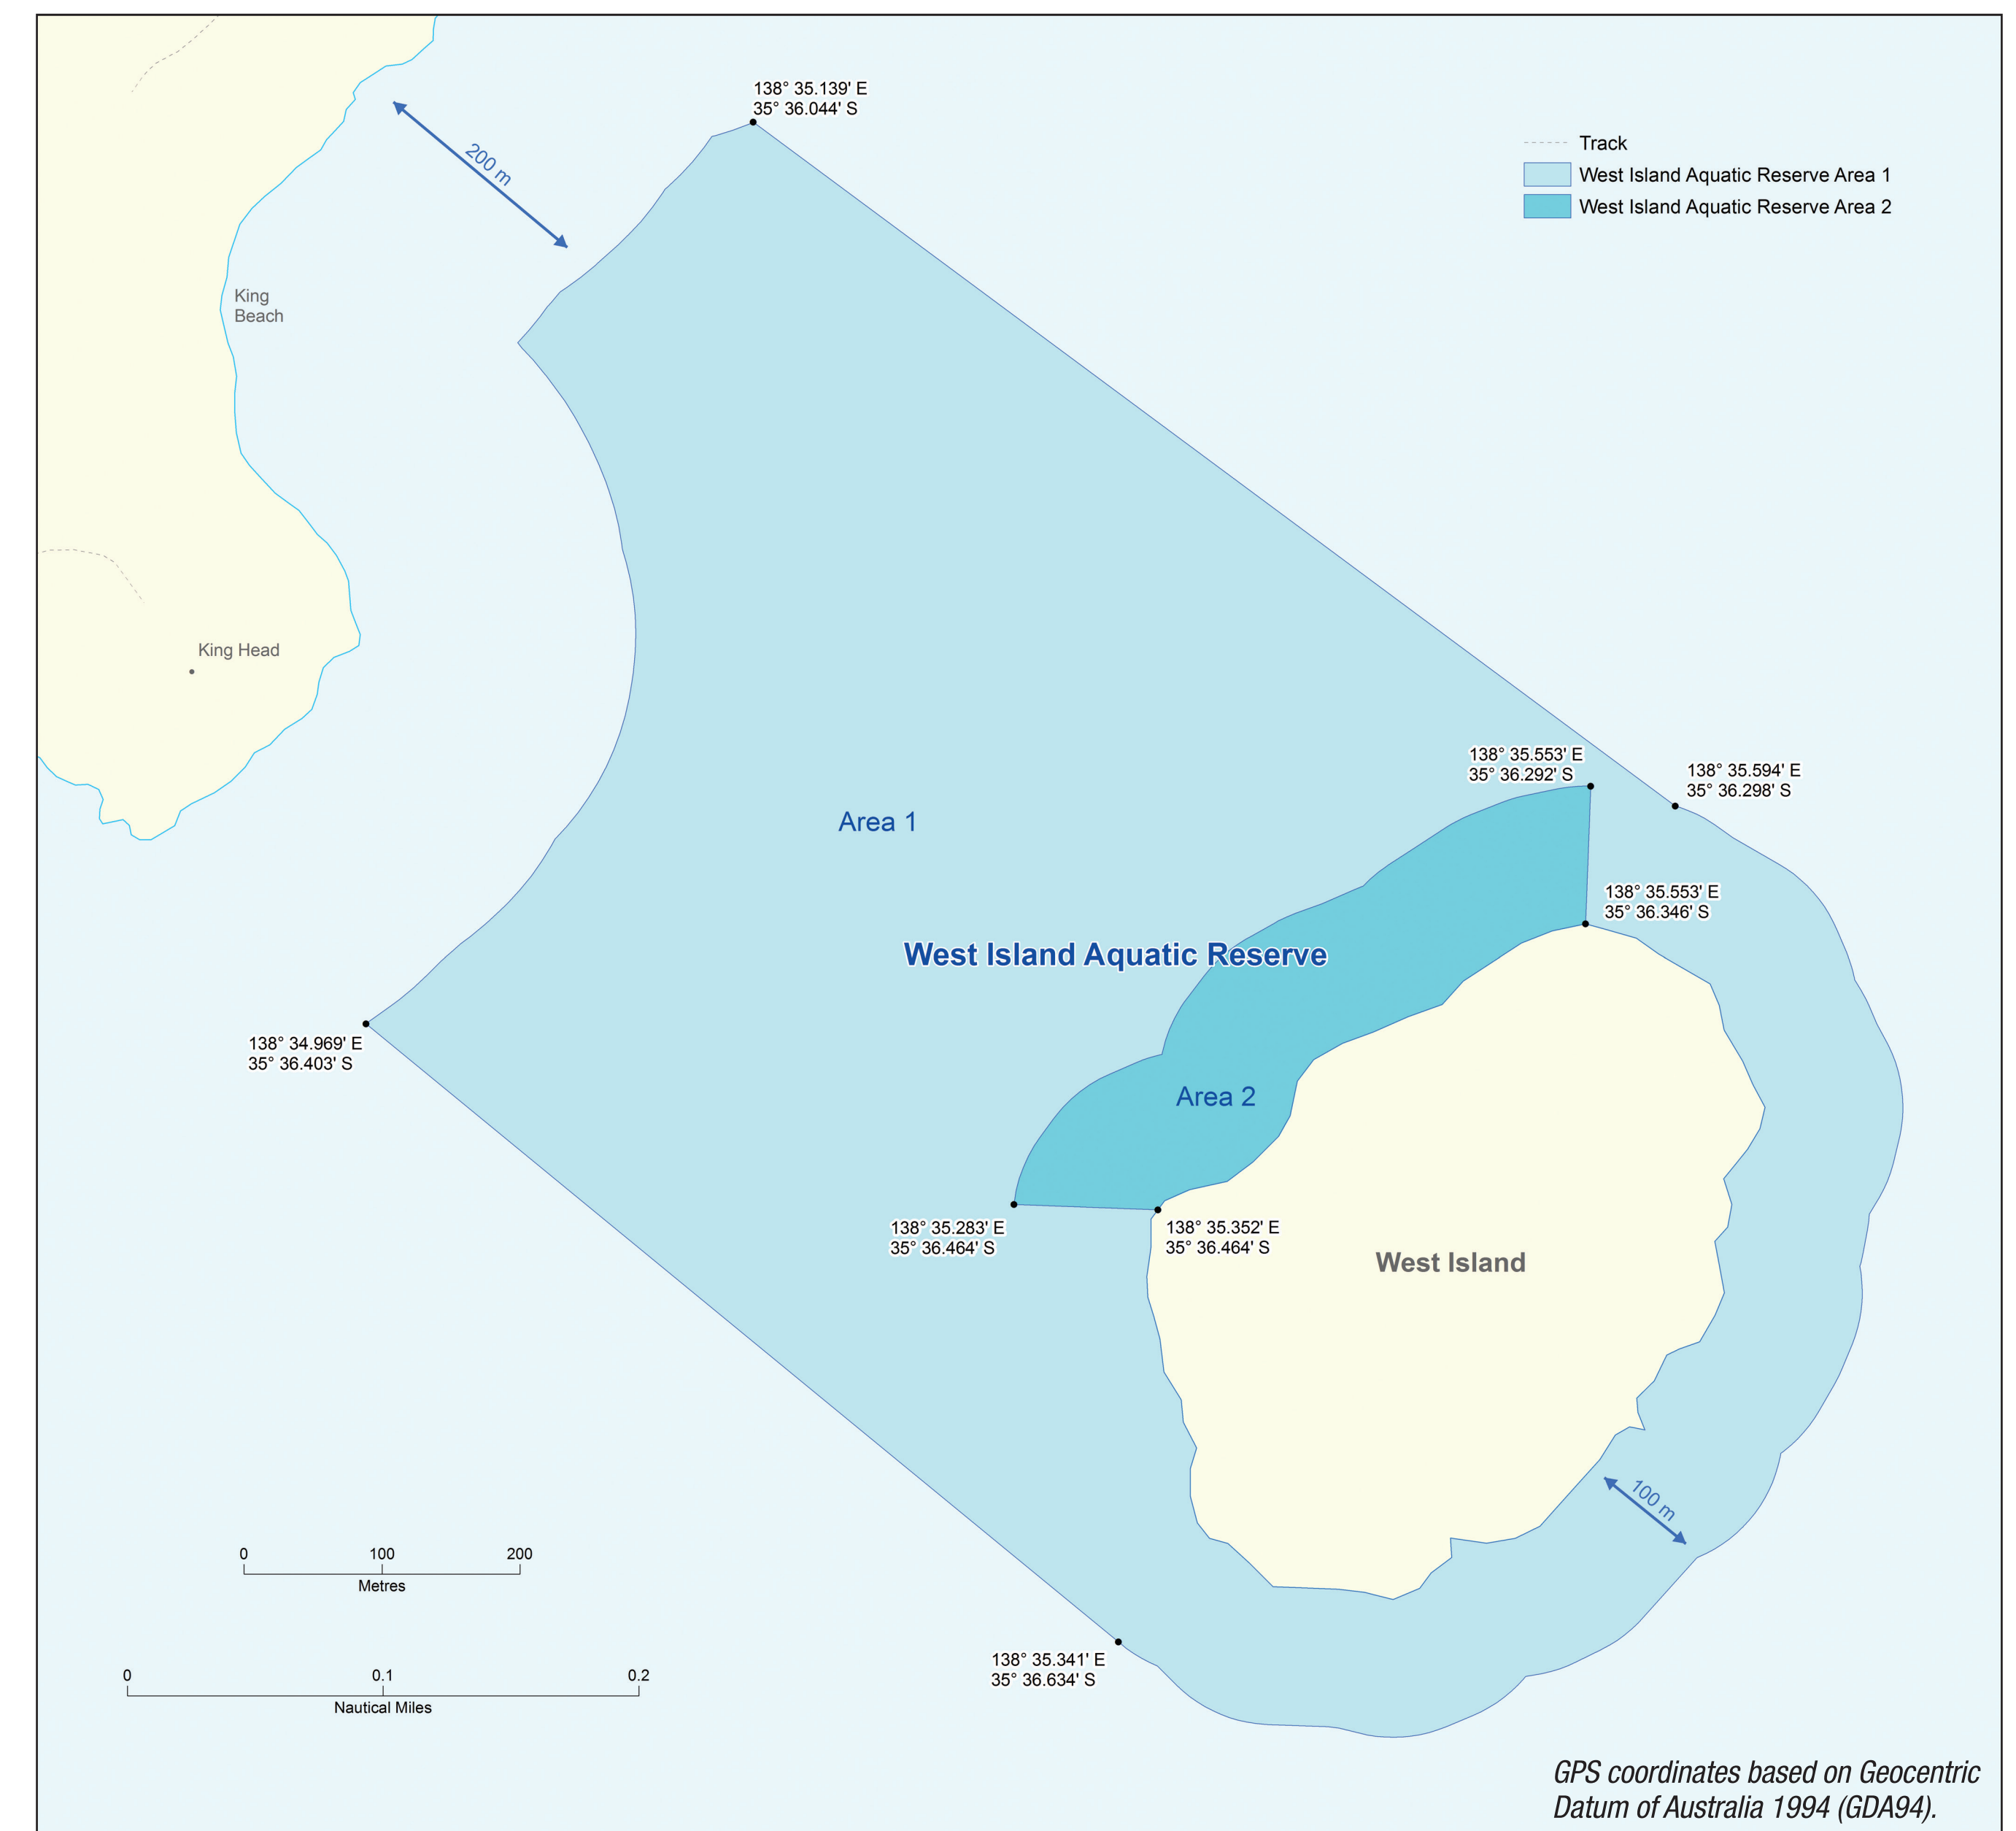 138° 35.139' E
35° 36.044' S
Track
200 m
West Island Aquatic Reserve Area 1
West Island Aquatic Reserve Area 2
King
Beach
King Head
138° 35.553' E
35° 36.292' S
138° 35.594' E
35° 36.298' S
Area 1
138° 35.553' E
35° 36.346' S
West Island Aquatic Reserve
138° 34.969' E
35° 36.403' S
Area 2
138° 35.283' E
35° 36.464' S
138° 35.352' E
35° 36.464' S
West Island
100 m
0 100 200
Metres
138° 35.341' E
35° 36.634' S
0 0.1 0.2
Nautical Miles
GPS coordinates based on Geocentric
Datum of Australia 1994 (GDA94).